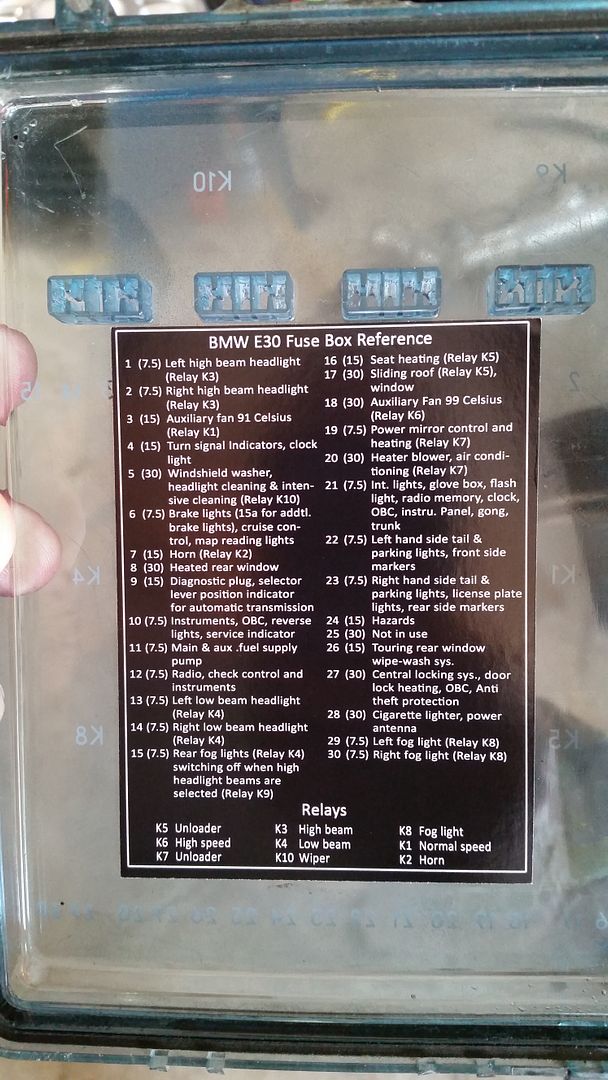 K10
K9
BMW E30 Fuse Box Reference
1 (7.5) Left high beam headlight
(Relay K3)
2 (7.5) Right high beam headlight
(Relay K3)
3 (15) Auxiliary fan 91 Celsius
(Relay K1)
4 (15) Turn signal Indicators, clock
light
5 (30) Windshield washer,
headlight cleaning & inten-
sive cleaning (Relay K10)
6 (7.5) Brake lights (15a for addtl.
brake lights), cruise con-
trol, map reading lights
7 (15) Horn (Relay K2)
8 (30) Heated rear window
9 (15) Diagnostic plug, selector
lever position indicator
for automatic transmission
10 (7.5) Instruments, OBC, reverse
lights, service indicator
11 (7.5) Main & aux .fuel supply
pump
12 (7.5) Radio, check control and
instruments
13 (7.5) Left low beam headlight
(Relay K4)
14 (7.5) Right low beam headlight
(Relay K4)
15 (7.5) Rear fog lights (Relay K4)
switching off when high
headlight beams are
selected (Relay K9)
16 (15) Seat heating (Relay K5)
17 (30) Sliding roof (Relay K5),
window
18 (30) Auxiliary Fan 99 Celsius
(Relay K6)
19 (7.5) Power mirror control and
heating (Relay K7)
20 (30) Heater blower, air condi-
tioning (Relay K7)
21 (7.5) Int. lights, glove box, flash
light, radio memory, clock,
OBC, instru. Panel, gong,
trunk
22 (7.5) Left hand side tail &
parking lights, front side
markers
23 (7.5) Right hand side tail &
parking lights, license plate
lights, rear side markers
24 (15) Hazards
25 (30) Not in use
26 (15) Touring rear window
wipe-wash sys.
27 (30) Central locking sys., door
lock heating, OBC, Anti
theft protection
28 (30) Cigarette lighter, power
antenna
29 (7.5) Left fog light (Relay K8)
30 (7.5) Right fog light (Relay K8)
Relays
K5 Unloader
K6 High speed
K7 Unloader
K3 High beam
K4 Low beam
K10 Wiper
K8 Fog light
K1 Normal speed
K2 Horn
K4
K1
K8
K5